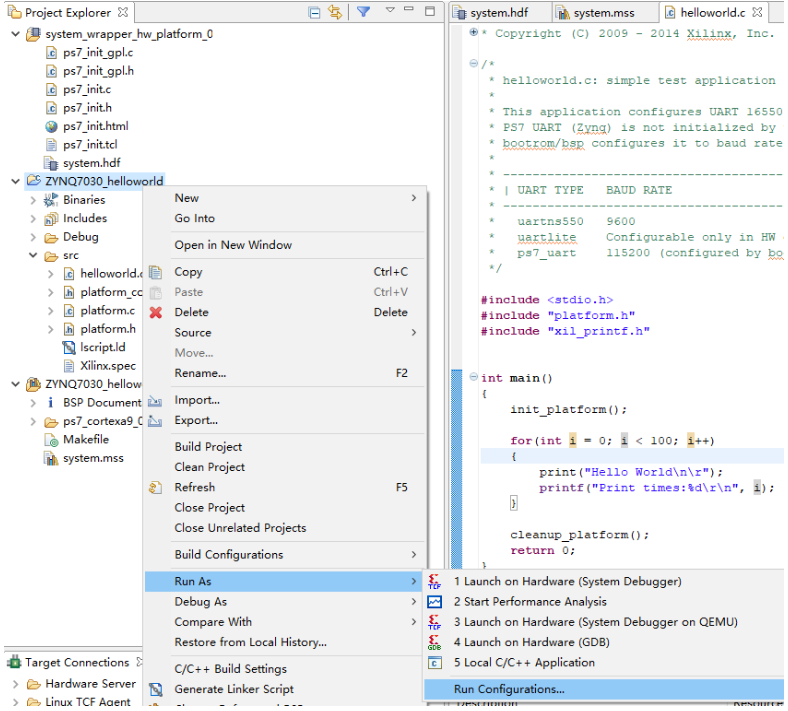 Project Explorer
system_wrapper_hw_platform_0
ps7_init_gpl.c
ps7_init_gpl.h
ps7_init.c
ps7_init.h
ps7_init.html
ps7_init.tcl
system.hdf
ZYNQ7030_helloworld
Binaries
Includes
Debug
src
helloworld.c
platform_cc
platform.c
platform.h
lscript.ld
Xilinx.spec
ZYNQ7030_hellow
BSP Document
ps7_cortexa9_0
Makefile
system.mss
Target Connections
Hardware Server
Linux TCF Agent
New
Go Into
Open in New Window
Copy Ctrl+C
Paste Ctrl+V
Delete Delete
Source
Move...
Rename... F2
Import...
Export...
Build Project
Clean Project
Refresh F5
Close Project
Close Unrelated Projects
Build Configurations
Run As
Debug As
Compare With
Restore from Local History...
C/C++ Build Settings
Generate Linker Script
1 Launch on Hardware (System Debugger)
2 Start Performance Analysis
3 Launch on Hardware (System Debugger on QEMU)
4 Launch on Hardware (GDB)
5 Local C/C++ Application
Run Configurations...
Description Resource
system.hdf system.mss helloworld.c
* Copyright (C) 2009 - 2014 Xilinx, Inc.
/*
* helloworld.c: simple test application
*
* This application configures UART 16550
* PS7 UART (Zynq) is not initialized by
* bootrom/bsp configures it to baud rate
*
* ------------------------------------------------
* | UART TYPE BAUD RATE
* ------------------------------------------------
* uartns550 9600
* uartlite Configurable only in HW
* ps7_uart 115200 (configured by bo
*/
#include <stdio.h>
#include "platform.h"
#include "xil_printf.h"
int main()
{
init_platform();
for(int i = 0; i < 100; i++)
{
print("Hello World\n\r");
printf("Print times:%d\r\n", i);
}
cleanup_platform();
return 0;
}